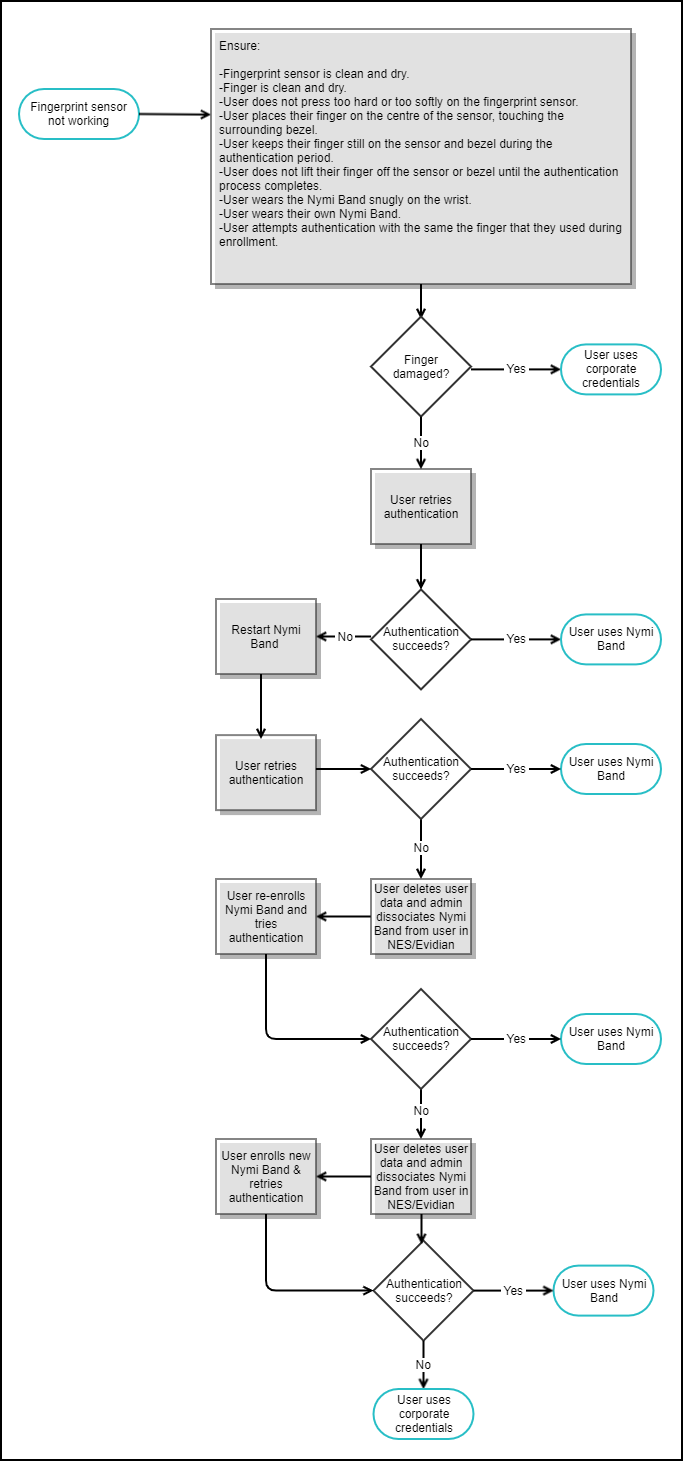 Fingerprint sensor
not working
Ensure:
-Fingerprint sensor is clean and dry.
-Finger is clean and dry.
-User does not press too hard or too softly on the fingerprint sensor.
-User places their finger on the centre of the sensor, touching the
surrounding bezel.
-User keeps their finger still on the sensor and bezel during the
authentication period.
-User does not lift their finger off the sensor or bezel until the authentication
process completes.
-User wears the Nymi Band snugly on the wrist.
-User wears their own Nymi Band.
-User attempts authentication with the same the finger that they used during
enrollment.
Finger
damaged?
Yes
User uses
corporate
credentials
No
User retries
authentication
Authentication
succeeds?
Yes
User uses Nymi
Band
No
Restart Nymi
Band
User retries
authentication
Authentication
succeeds?
Yes
User uses Nymi
Band
No
User deletes user
data and admin
dissociates Nymi
Band from user in
NES/Evidian
User re-enrolls
Nymi Band and
tries
authentication
Authentication
succeeds?
Yes
User uses Nymi
Band
No
User deletes user
data and admin
dissociates Nymi
Band from user in
NES/Evidian
User enrolls new
Nymi Band &
retries
authentication
Authentication
succeeds?
Yes
User uses Nymi
Band
No
User uses
corporate
credentials